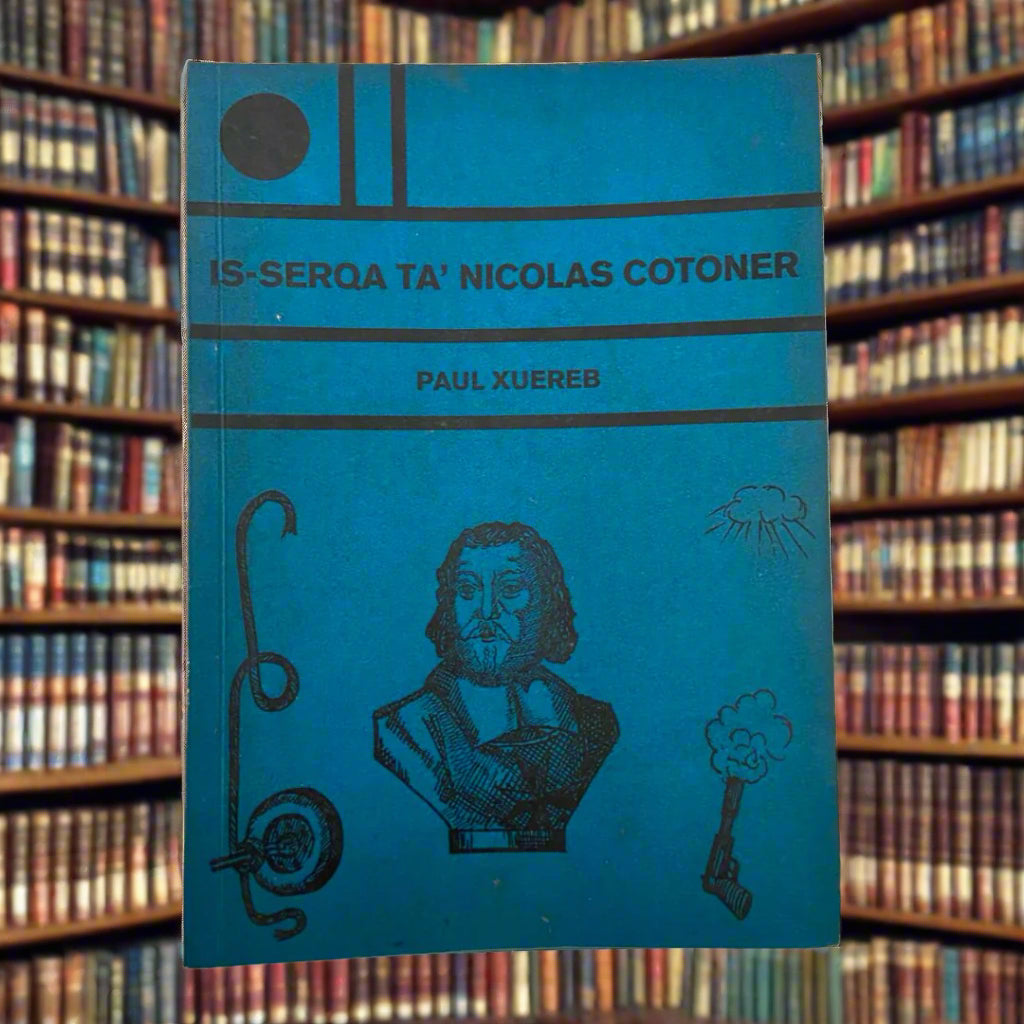 IS-SERQA TA' NICOLAS COTONER
PAUL XUEREB